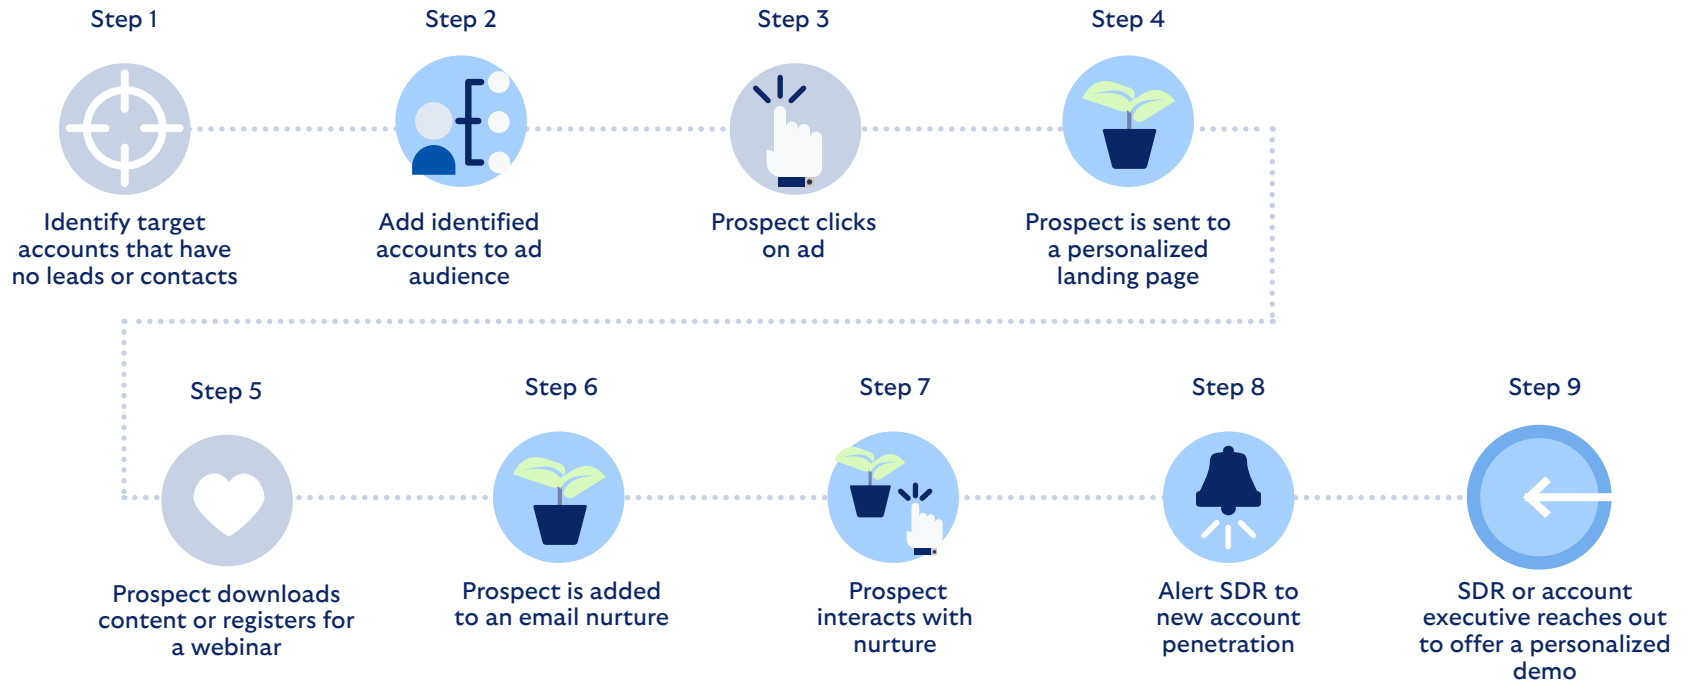 Step 1
Step 2
Step 3
Step 4
Identify target
accounts that have
no leads or contacts
Add identified
accounts to ad
audience
Prospect clicks
on ad
Prospect is sent to
a personalized
landing page
Step 5
Step 6
Step 7
Step 8
Step 9
Prospect downloads
content or registers for
a webinar
Prospect is added
to an email nurture
Prospect
interacts with
nurture
Alert SDR to
new account
penetration
SDR or account
executive reaches out
to offer a personalized
demo